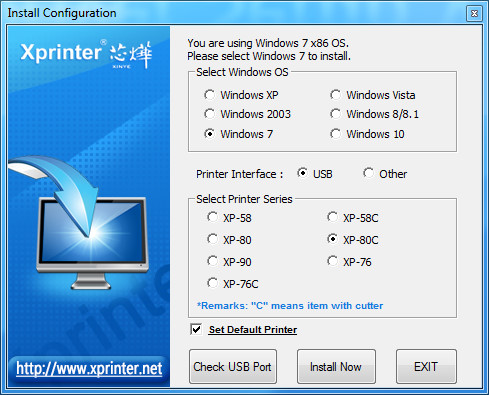 Install Configuration
Xprinter® 芯烨
XINYE
http://www.xprinter.net
You are using Windows 7 x86 OS.
Please select Windows 7 to install.
Select Windows OS
Windows XP Windows Vista
Windows 2003 Windows 8/8.1
Windows 7 Windows 10
Printer Interface : USB Other
Select Printer Series
XP-58 XP-58C
XP-80 XP-80C
XP-90 XP-76
XP-76C
*Remarks: "C" means item with cutter
Set Default Printer
Check USB Port Install Now EXIT